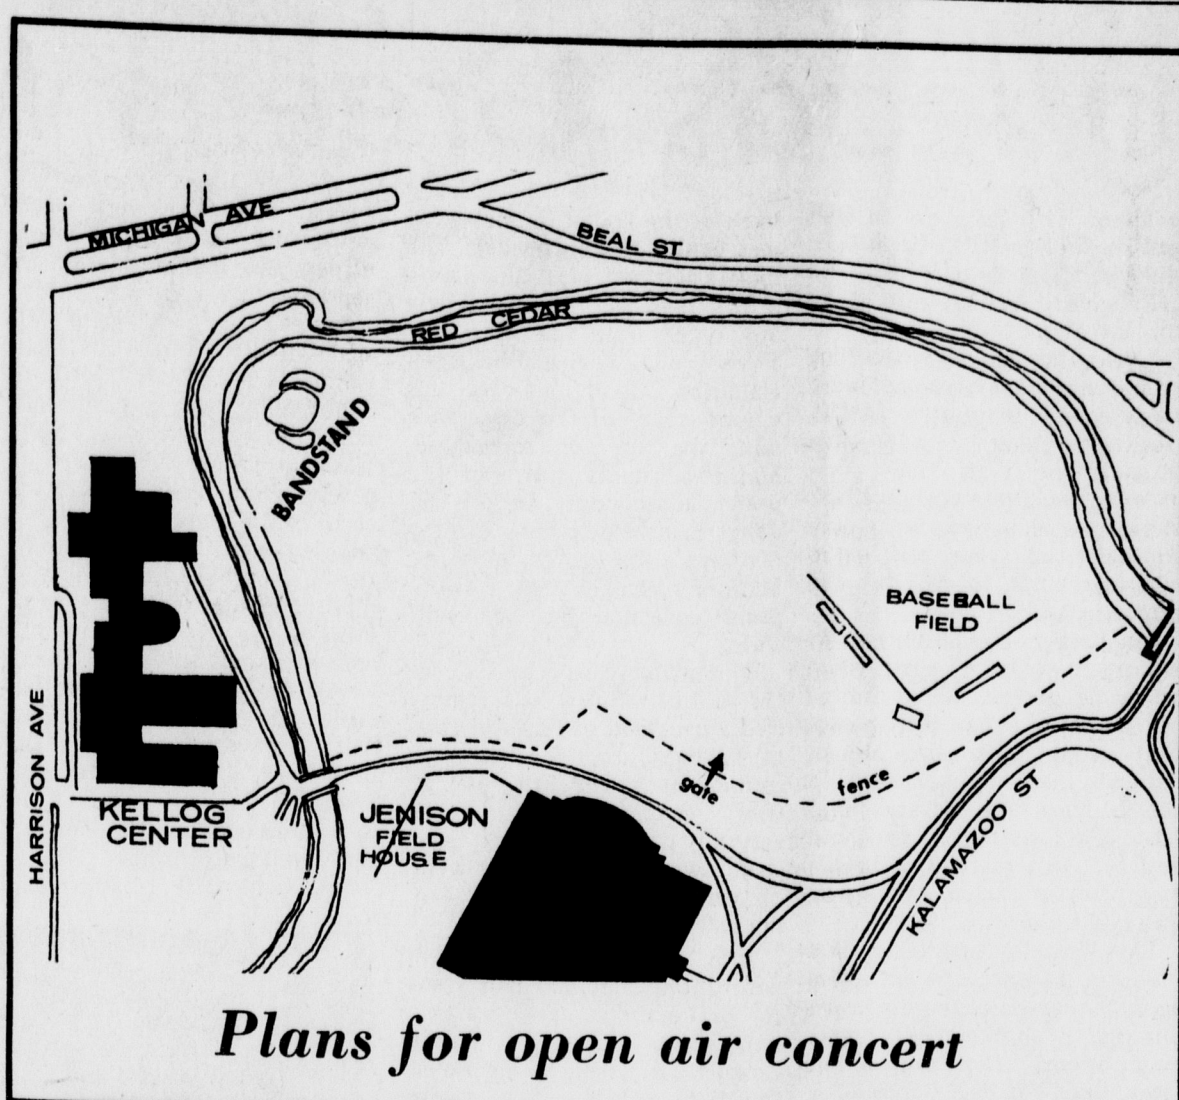 MICHIGAN AVE
BEAL ST
RED CEDAR
BANDSTAND
BASEBALL
FIELD
HARRISON AVE
gate
fence
KELLOG
CENTER
JENISON
FIELD
HOUSE
KALAMAZOO ST
Plans for open air concert